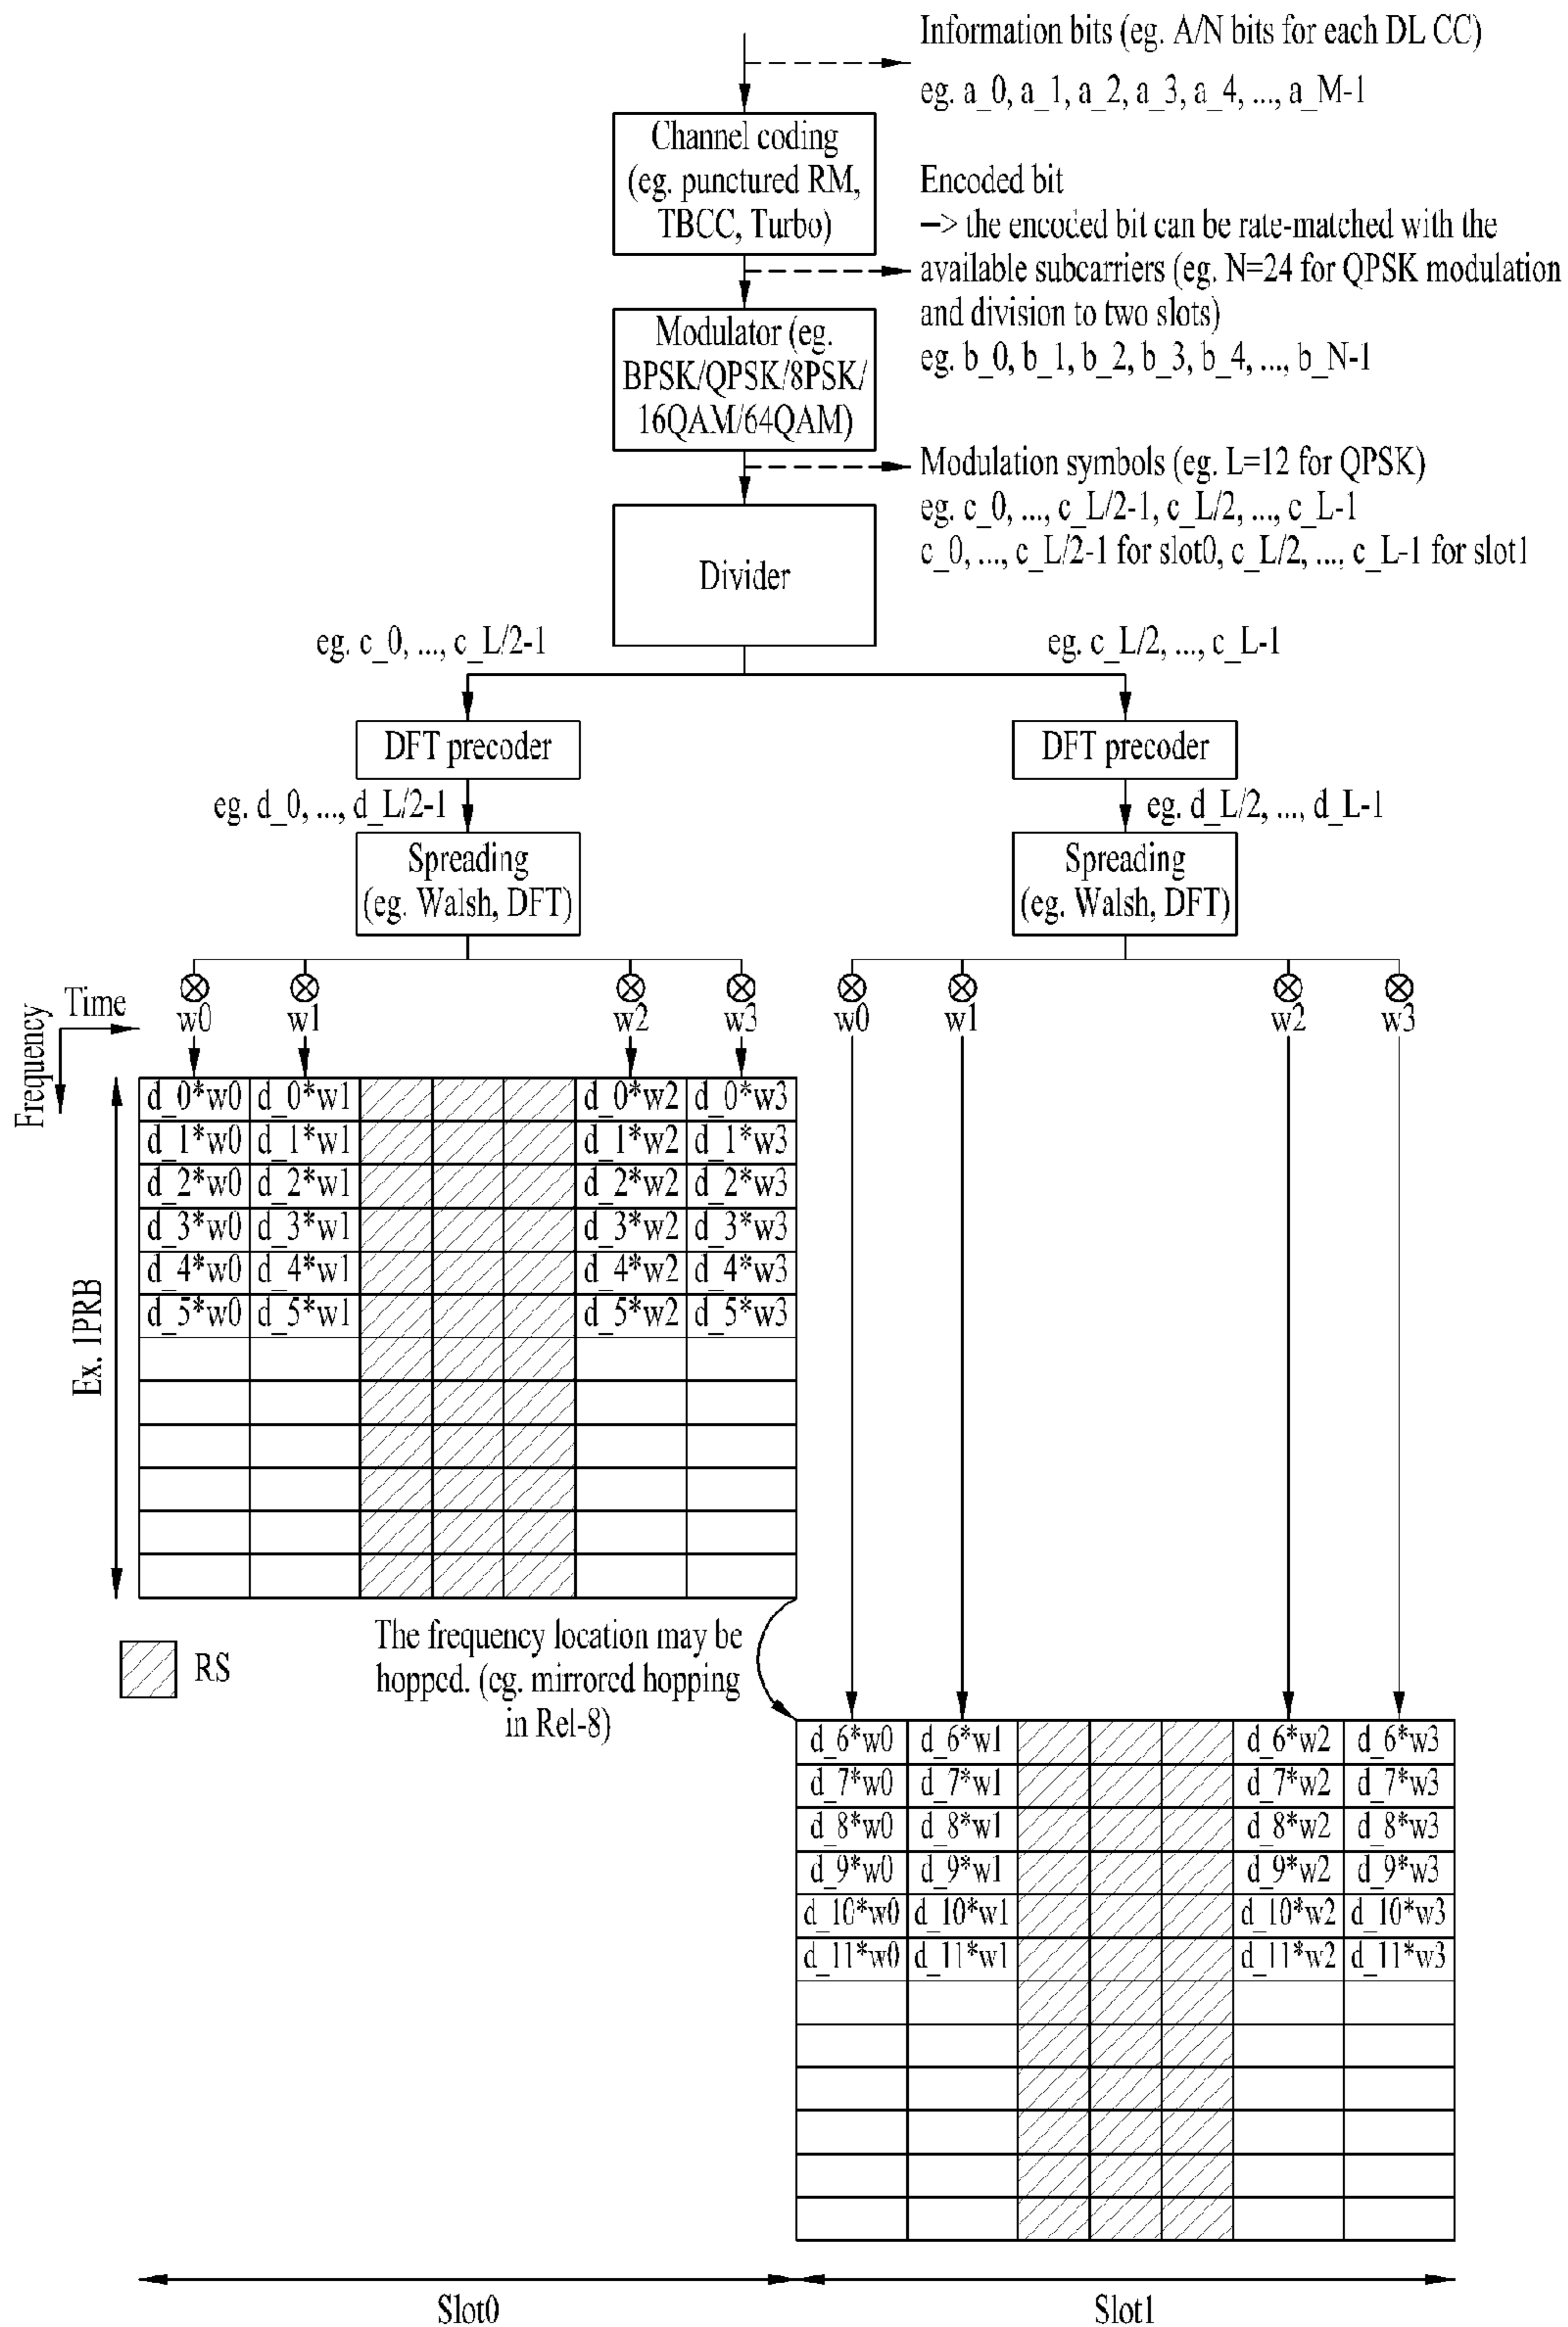 Information bits (eg. A/N bits for each DL CC)
eg. a_0, a_1, a_2, a_3, a_4, ..., a_M-1
Channel coding
(eg. punctured RM,
TBCC, Turbo)
Encoded bit
–> the encoded bit can be rate-matched with the
available subcarriers (eg. N=24 for QPSK modulation
and division to two slots)
eg. b_0, b_1, b_2, b_3, b_4, ..., b_N-1
Modulator (eg.
BPSK/QPSK/8PSK/
16QAM/64QAM)
Modulation symbols (eg. L=12 for QPSK)
eg. c_0, ..., c_L/2-1, c_L/2, ..., c_L-1
c_0, ..., c_L/2-1 for slot0, c_L/2, ..., c_L-1 for slot1
Divider
eg. c_0, ..., c_L/2-1
eg. c_L/2, ..., c_L-1
DFT precoder
DFT precoder
eg. d_0, ..., d_L/2-1
eg. d_L/2, ..., d_L-1
Spreading
(eg. Walsh, DFT)
Spreading
(eg. Walsh, DFT)
Time
Frequency
w0 w1 w2 w3 w0 w1 w2 w3
d_0*w0 d_0*w1 d_0*w2 d_0*w3
d_1*w0 d_1*w1 d_1*w2 d_1*w3
d_2*w0 d_2*w1 d_2*w2 d_2*w3
d_3*w0 d_3*w1 d_3*w2 d_3*w3
d_4*w0 d_4*w1 d_4*w2 d_4*w3
d_5*w0 d_5*w1 d_5*w2 d_5*w3
Ex. 1PRB
RS
The frequency location may be
hopped. (eg. mirrored hopping
in Rel-8)
d_6*w0 d_6*w1 d_6*w2 d_6*w3
d_7*w0 d_7*w1 d_7*w2 d_7*w3
d_8*w0 d_8*w1 d_8*w2 d_8*w3
d_9*w0 d_9*w1 d_9*w2 d_9*w3
d_10*w0 d_10*w1 d_10*w2 d_10*w3
d_11*w0 d_11*w1 d_11*w2 d_11*w3
Slot0
Slot1